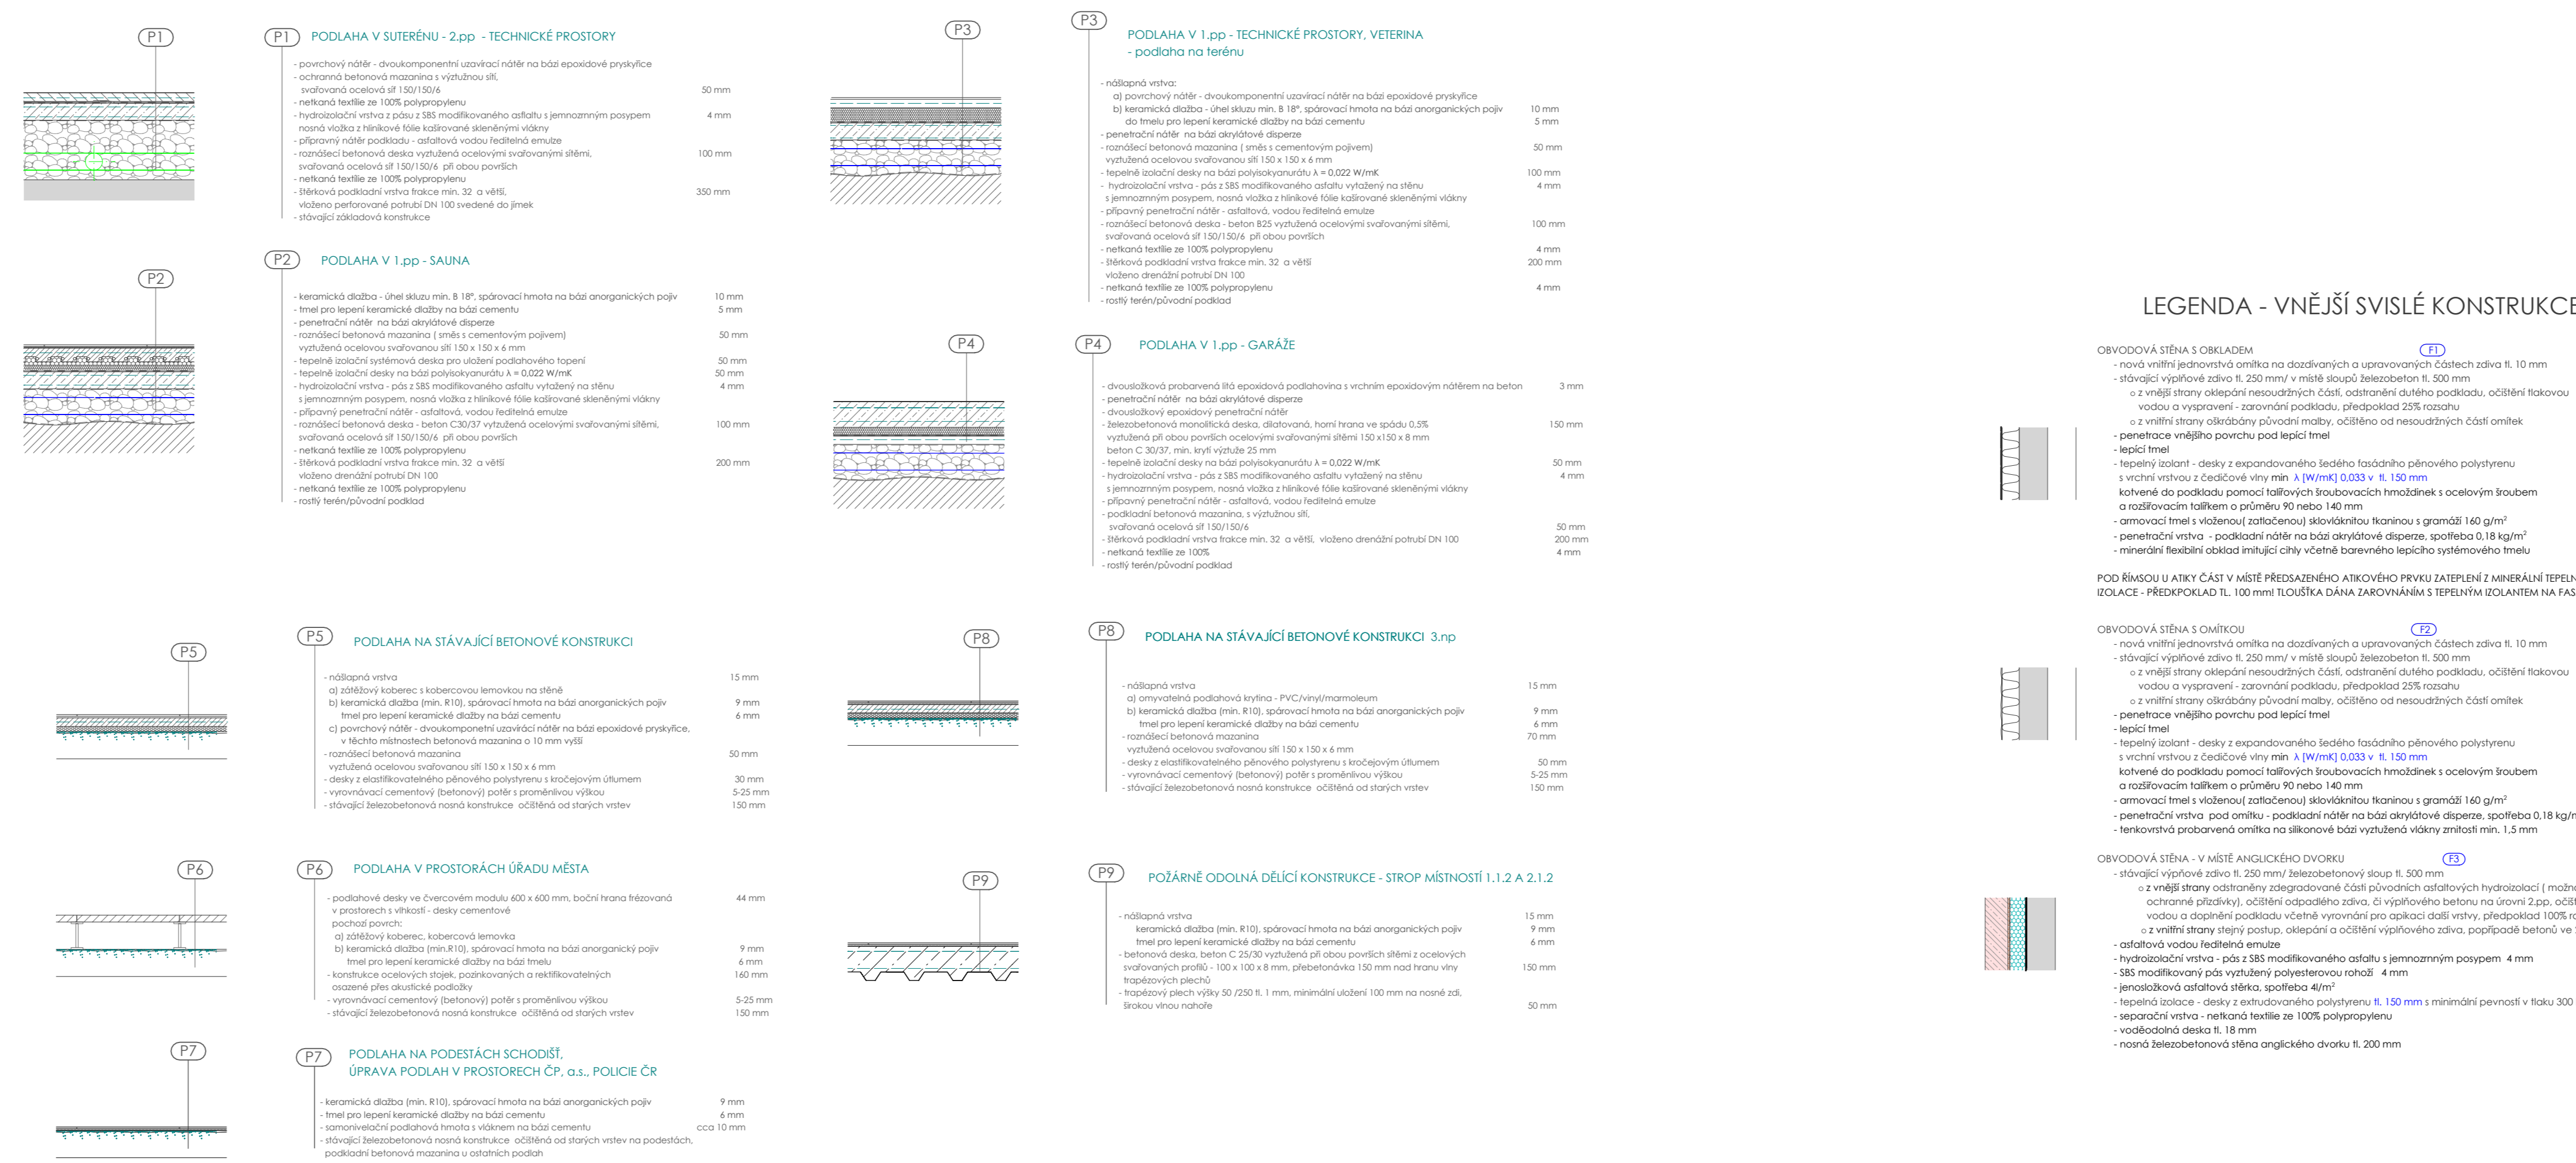 P1
P1 PODLAHA V SUTERÉNU - 2.pp - TECHNICKÉ PROSTORY
- povrchový nátěr - dvoukomponentní uzavírací nátěr na bázi epoxidové pryskyřice
- ochranná betonová mazanina s výztužnou sítí,
svařovaná ocelová síť 150/150/6 50 mm
- netkaná textilie ze 100% polypropylenu
- hydroizolační vrstva z pásu z SBS modifikovaného asflaltu s jemnozrnným posypem 4 mm
nosná vložka z hliníkové fólie kašírované skleněnými vlákny
- přípravný nátěr podkladu - asfaltová vodou ředitelná emulze
- roznášecí betonová deska vyztužená ocelovými svařovanými sítěmi, 100 mm
svařovaná ocelová síť 150/150/6 při obou površích
- netkaná textílie ze 100% polypropylenu
- štěrková podkladní vrstva frakce min. 32 a větší, 350 mm
vloženo perforované potrubí DN 100 svedené do jímek
- stávající základová konstrukce
P2
P2 PODLAHA V 1.pp - SAUNA
- keramická dlažba - úhel skluzu min. B 18°, spárovací hmota na bázi anorganických pojiv 10 mm
- tmel pro lepení keramické dlažby na bázi cementu 5 mm
- penetrační nátěr na bázi akrylátové disperze
- roznášecí betonová mazanina ( směs s cementovým pojivem) 50 mm
vyztužená ocelovou svařovanou sítí 150 x 150 x 6 mm
- tepelně izolační systémová deska pro uložení podlahového topení 50 mm
- tepelně izolační desky na bázi polyisokyanurátu λ = 0,022 W/mK 50 mm
- hydroizolační vrstva - pás z SBS modifikovaného asfaltu vytažený na stěnu 4 mm
s jemnozrnným posypem, nosná vložka z hliníkové fólie kašírované skleněnými vlákny
- přípavný penetrační nátěr - asfaltová, vodou ředitelná emulze
- roznášecí betonová deska - beton C30/37 vytzužená ocelovými svařovanými sítěmi, 100 mm
svařovaná ocelová síť 150/150/6 při obou površích
- netkaná textílie ze 100% polypropylenu
- štěrková podkladní vrstva frakce min. 32 a větší 200 mm
vloženo drenážní potrubí DN 100
- netkaná textílie ze 100% polypropylenu
- rostlý terén/původní podklad
P3
P3 PODLAHA V 1.pp - TECHNICKÉ PROSTORY, VETERINA
- podlaha na terénu
- nášlapná vrstva:
a) povrchový nátěr - dvoukomponentní uzavírací nátěr na bázi epoxidové pryskyřice
b) keramická dlažba - úhel skluzu min. B 18°, spárovací hmota na bázi anorganických pojiv 10 mm
do tmelu pro lepení keramické dlažby na bázi cementu 5 mm
- penetrační nátěr na bázi akrylátové disperze
- roznášecí betonová mazanina ( směs s cementovým pojivem) 50 mm
vyztužená ocelovou svařovanou sítí 150 x 150 x 6 mm
- tepelně izolační desky na bázi polyisokyanurátu λ = 0,022 W/mK 100 mm
- hydroizolační vrstva - pás z SBS modifikovaného asfaltu vytažený na stěnu 4 mm
s jemnozrnným posypem, nosná vložka z hliníkové fólie kašírované skleněnými vlákny
- přípavný penetrační nátěr - asfaltová, vodou ředitelná emulze
- roznášecí betonová deska - beton B25 vyztužená ocelovými svařovanými sítěmi, 100 mm
svařovaná ocelová síť 150/150/6 při obou površích
- netkaná textílie ze 100% polypropylenu 4 mm
- štěrková podkladní vrstva frakce min. 32 a větší 200 mm
vloženo drenážní potrubí DN 100
- netkaná textílie ze 100% polypropylenu 4 mm
- rostlý terén/původní podklad
P4
P4 PODLAHA V 1.pp - GARÁŽE
- dvousložková probarvená litá epoxidová podlahovina s vrchním epoxidovým nátěrem na beton 3 mm
- penetrační nátěr na bázi akrylátové disperze
- dvousložkový epoxidový penetrační nátěr
- železobetonová monolitická deska, dilatovaná, horní hrana ve spádu 0,5% 150 mm
vyztužená při obou površích ocelovými svařovanými sítěmi 150 x150 x 8 mm
beton C 30/37, min. krytí výztuže 25 mm
- tepelně izolační desky na bázi polyisokyanurátu λ = 0,022 W/mK 50 mm
- hydroizolační vrstva - pás z SBS modifikovaného asfaltu vytažený na stěnu 4 mm
s jemnozrnným posypem, nosná vložka z hliníkové fólie kašírované skleněnými vlákny
- přípavný penetrační nátěr - asfaltová, vodou ředitelná emulze
- podkladní betonová mazanina, s výztužnou sítí,
svařovaná ocelová síť 150/150/6 50 mm
- štěrková podkladní vrstva frakce min. 32 a větší, vloženo drenážní potrubí DN 100 200 mm
- netkaná textílie ze 100% 4 mm
- rostlý terén/původní podklad
P5
P5 PODLAHA NA STÁVAJÍCÍ BETONOVÉ KONSTRUKCI
- nášlapná vrstva 15 mm
a) zátěžový koberec s kobercovou lemovkou na stěně
b) keramická dlažba (min. R10), spárovací hmota na bázi anorganických pojiv 9 mm
tmel pro lepení keramické dlažby na bázi cementu 6 mm
c) povrchový nátěr - dvoukomponetní uzavírácí nátěr na bázi epoxidové pryskyřice,
v těchto místnostech betonová mazanina o 10 mm vyšší
- roznášecí betonová mazanina 50 mm
vyztužená ocelovou svařovanou sítí 150 x 150 x 6 mm
- desky z elastifikovatelného pěnového polystyrenu s kročejovým útlumem 30 mm
- vyrovnávací cementový (betonový) potěr s proměnlivou výškou 5-25 mm
- stávající železobetonová nosná konstrukce očištěná od starých vrstev 150 mm
P6
P6 PODLAHA V PROSTORÁCH ÚŘADU MĚSTA
- podlahové desky ve čvercovém modulu 600 x 600 mm, boční hrana frézovaná 44 mm
v prostorech s vlhkostí - desky cementové
pochozí povrch:
a) zátěžový koberec, kobercová lemovka
b) keramická dlažba (min.R10), spárovací hmota na bázi anorganický pojiv 9 mm
tmel pro lepení keramické dlažby na bázi tmelu 6 mm
- konstrukce ocelových stojek, pozinkovaných a rektifikovatelných 160 mm
osazené přes akustické podložky
- vyrovnávací cementový (betonový) potěr s proměnlivou výškou 5-25 mm
- stávající železobetonová nosná konstrukce očištěná od starých vrstev 150 mm
P7
P7 PODLAHA NA PODESTÁCH SCHODIŠŤ,
ÚPRAVA PODLAH V PROSTORECH ČP, a.s., POLICIE ČR
- keramická dlažba (min. R10), spárovací hmota na bázi anorganických pojiv 9 mm
- tmel pro lepení keramické dlažby na bázi cementu 6 mm
- samonivelační podlahová hmota s vláknem na bázi cementu cca 10 mm
- stávající železobetonová nosná konstrukce očištěná od starých vrstev na podestách,
podkladní betonová mazanina u ostatních podlah
P8
P8 PODLAHA NA STÁVAJÍCÍ BETONOVÉ KONSTRUKCI 3.np
- nášlapná vrstva 15 mm
a) omyvatelná podlahová krytina - PVC/vinyl/marmoleum
b) keramická dlažba (min. R10), spárovací hmota na bázi anorganických pojiv 9 mm
tmel pro lepení keramické dlažby na bázi cementu 6 mm
- roznášecí betonová mazanina 70 mm
vyztužená ocelovou svařovanou sítí 150 x 150 x 6 mm
- desky z elastifikovatelného pěnového polystyrenu s kročejovým útlumem 50 mm
- vyrovnávací cementový (betonový) potěr s proměnlivou výškou 5-25 mm
- stávající železobetonová nosná konstrukce očištěná od starých vrstev 150 mm
P9
P9 POŽÁRNĚ ODOLNÁ DĚLÍCÍ KONSTRUKCE - STROP MÍSTNOSTÍ 1.1.2 A 2.1.2
- nášlapná vrstva 15 mm
keramická dlažba (min. R10), spárovací hmota na bázi anorganických pojiv 9 mm
tmel pro lepení keramické dlažby na bázi cementu 6 mm
- betonová deska, beton C 25/30 vyztužená při obou površích sítěmi z ocelových
svařovaných profilů - 100 x 100 x 8 mm, přebetonávka 150 mm nad hranu vlny 150 mm
trapézových plechů
- trapézový plech výšky 50 /250 tl. 1 mm, minimální uložení 100 mm na nosné zdi,
širokou vlnou nahoře 50 mm
LEGENDA - VNĚJŠÍ SVISLÉ KONSTRUKCE
OBVODOVÁ STĚNA S OBKLADEM F1
- nová vnitřní jednovrstvá omítka na dozdívaných a upravovaných částech zdiva tl. 10 mm
- stávající výplňové zdivo tl. 250 mm/ v místě sloupů železobeton tl. 500 mm
o z vnější strany oklepání nesoudržných částí, odstranění dutého podkladu, očištění tlakovou
vodou a vyspravení - zarovnání podkladu, předpoklad 25% rozsahu
o z vnitřní strany oškrábány původní malby, očištěno od nesoudržných částí omítek
- penetrace vnějšího povrchu pod lepící tmel
- lepící tmel
- tepelný izolant - desky z expandovaného šedého fasádního pěnového polystyrenu
s vrchní vrstvou z čedičové vlny min λ [W/mK] 0,033 v tl. 150 mm
kotvené do podkladu pomocí talířových šroubovacích hmoždinek s ocelovým šroubem
a rozšiřovacím talířkem o průměru 90 nebo 140 mm
- armovací tmel s vloženou( zatlačenou) sklovláknitou tkaninou s gramáží 160 g/m²
- penetrační vrstva - podkladní nátěr na bázi akrylátové disperze, spotřeba 0,18 kg/m²
- minerální flexibilní obklad imitující cihly včetně barevného lepícího systémového tmelu
POD ŘÍMSOU U ATIKY ČÁST V MÍSTĚ PŘEDSAZENÉHO ATIKOVÉHO PRVKU ZATEPLENÍ Z MINERÁLNÍ TEPELN
IZOLACE - PŘEDKPOKLAD TL. 100 mm! TLOUŠŤKA DÁNA ZAROVNÁNÍM S TEPELNÝM IZOLANTEM NA FAS
OBVODOVÁ STĚNA S OMÍTKOU F2
- nová vnitřní jednovrstvá omítka na dozdívaných a upravovaných částech zdiva tl. 10 mm
- stávající výplňové zdivo tl. 250 mm/ v místě sloupů železobeton tl. 500 mm
o z vnější strany oklepání nesoudržných částí, odstranění dutého podkladu, očištění tlakovou
vodou a vyspravení - zarovnání podkladu, předpoklad 25% rozsahu
o z vnitřní strany oškrábány původní malby, očištěno od nesoudržných částí omítek
- penetrace vnějšího povrchu pod lepící tmel
- lepící tmel
- tepelný izolant - desky z expandovaného šedého fasádního pěnového polystyrenu
s vrchní vrstvou z čedičové vlny min λ [W/mK] 0,033 v tl. 150 mm
kotvené do podkladu pomocí talířových šroubovacích hmoždinek s ocelovým šroubem
a rozšiřovacím talířkem o průměru 90 nebo 140 mm
- armovací tmel s vloženou( zatlačenou) sklovláknitou tkaninou s gramáží 160 g/m²
- penetrační vrstva pod omítku - podkladní nátěr na bázi akrylátové disperze, spotřeba 0,18 kg/m
- tenkovrstvá probarvená omítka na silikonové bázi vyztužená vlákny zrnitosti min. 1,5 mm
OBVODOVÁ STĚNA - V MÍSTĚ ANGLICKÉHO DVORKU F3
- stávající výpňové zdivo tl. 250 mm/ železobetonový sloup tl. 500 mm
o z vnější strany odstraněny zdegradované části původních asfaltových hydroizolací ( možno
ochranné přizdívky), očištění odpadlého zdiva, či výplňového betonu na úrovni 2.pp, očišt
vodou a doplnění podkladu včetně vyrovnání pro apikaci další vrstvy, předpoklad 100% ro
o z vnitřní strany stejný postup, oklepání a očištění výplňového zdiva, popřípadě betonů ve
- asfaltová vodou ředitelná emulze
- hydroizolační vrstva - pás z SBS modifikovaného asfaltu s jemnozrnným posypem 4 mm
- SBS modifikovaný pás vyztužený polyesterovou rohoží 4 mm
- jenosložková asfaltová stěrka, spotřeba 4l/m²
- tepelná izolace - desky z extrudovaného polystyrenu tl. 150 mm s minimální pevností v tlaku 300
- separační vrstva - netkaná textilie ze 100% polypropylenu
- voděodolná deska tl. 18 mm
- nosná železobetonová stěna anglického dvorku tl. 200 mm